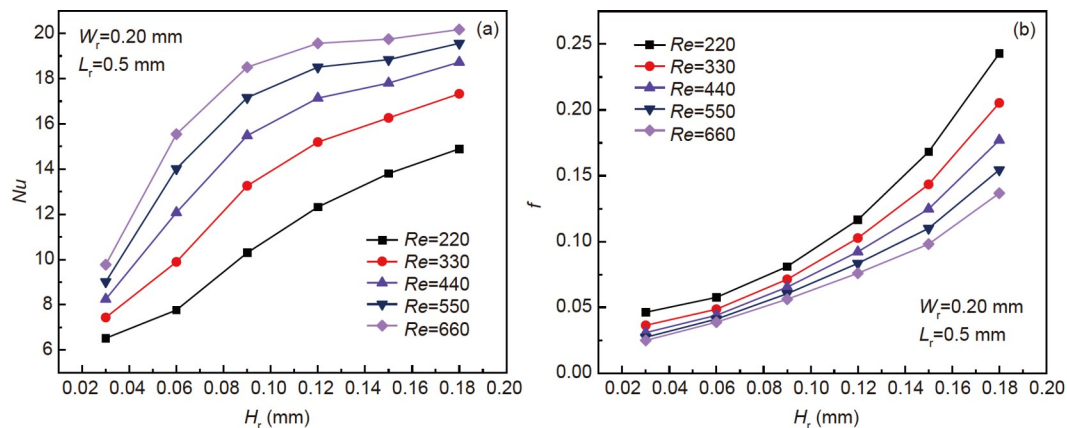 (a)
W_r=0.20 mm
L_r=0.5 mm
Nu
20
18
16
14
12
10
8
6
Re=220
Re=330
Re=440
Re=550
Re=660
0.02 0.04 0.06 0.08 0.10 0.12 0.14 0.16 0.18 0.20
H_r (mm)
(b)
Re=220
Re=330
Re=440
Re=550
Re=660
f
0.25
0.20
0.15
0.10
0.05
0.00
W_r=0.20 mm
L_r=0.5 mm
0.02 0.04 0.06 0.08 0.10 0.12 0.14 0.16 0.18 0.20
H_r (mm)